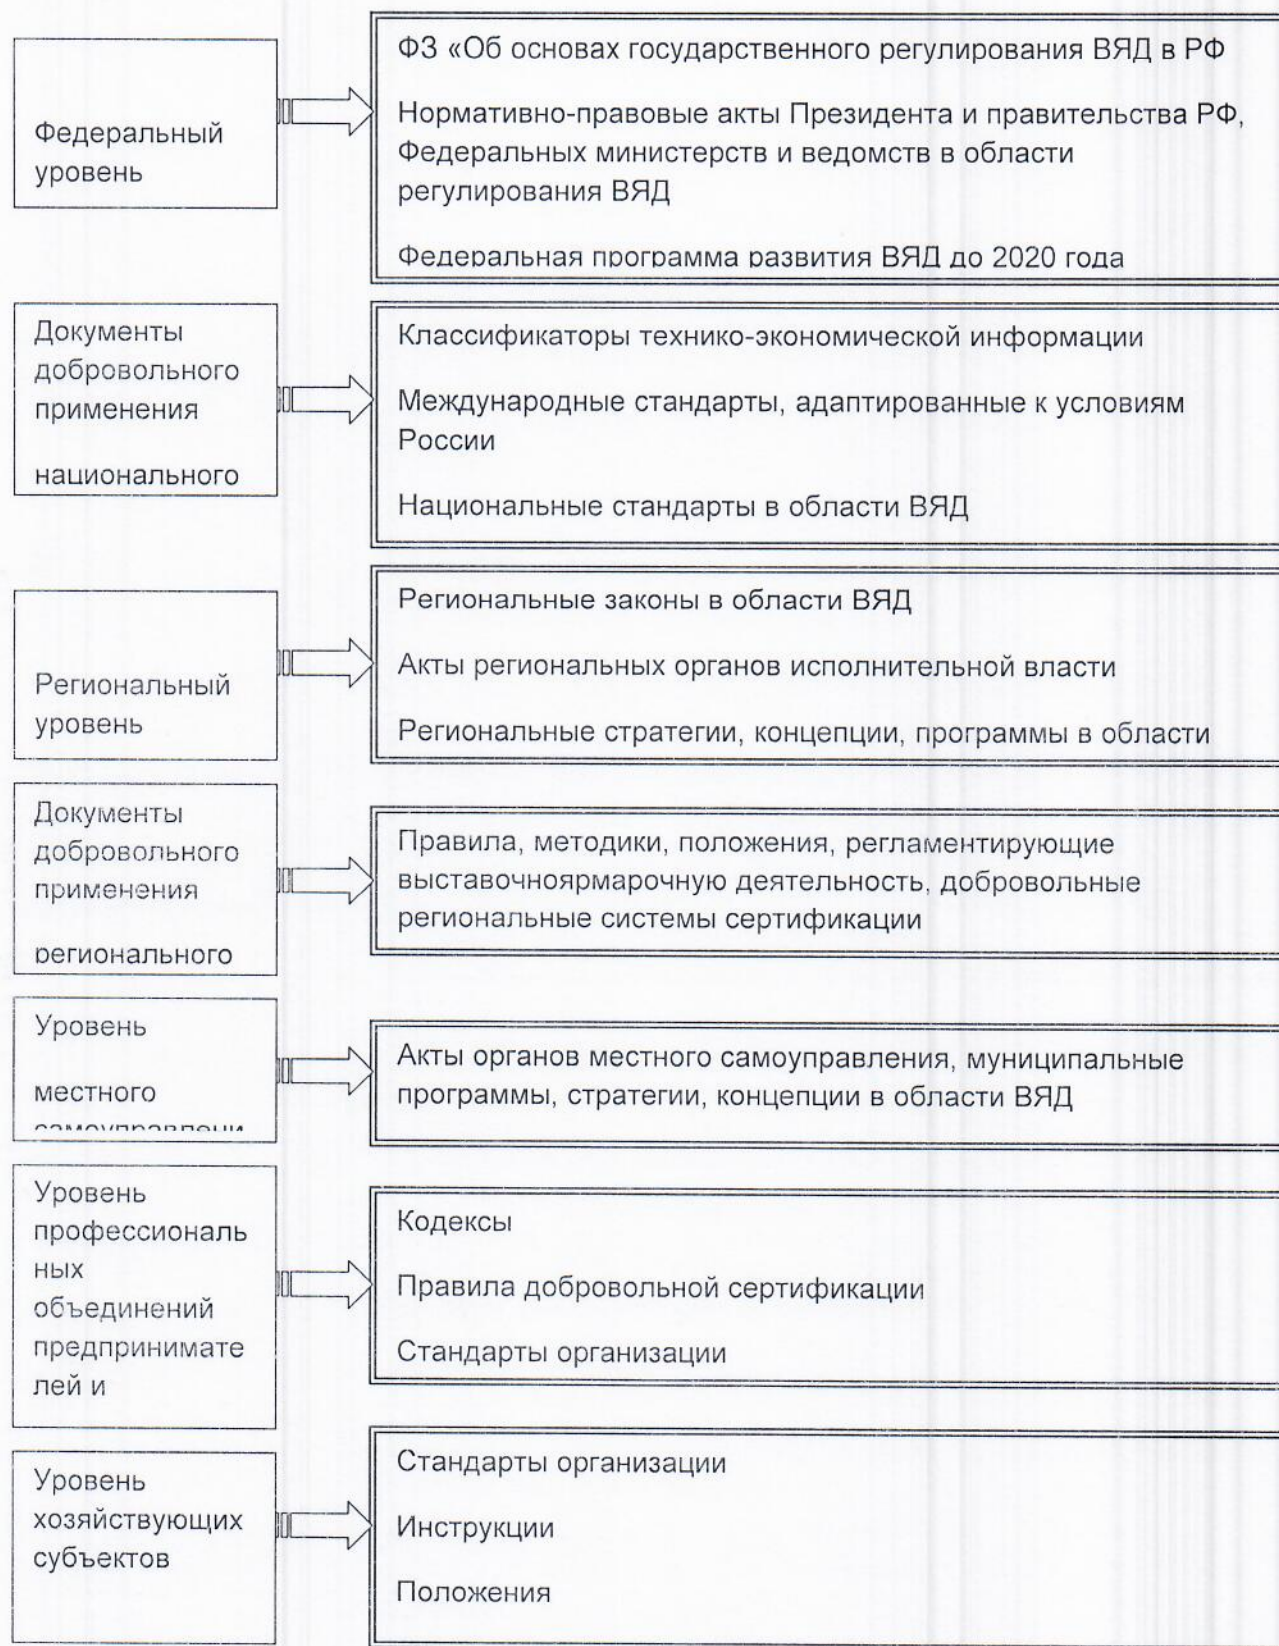 Федеральный
уровень
ФЗ «Об основах государственного регулирования ВЯД в РФ
Нормативно-правовые акты Президента и правительства РФ,
Федеральных министерств и ведомств в области
регулирования ВЯД
Федеральная программа развития ВЯД до 2020 года
Документы
добровольного
применения
национального
Классификаторы технико-экономической информации
Международные стандарты, адаптированные к условиям
России
Национальные стандарты в области ВЯД
Региональный
уровень
Региональные законы в области ВЯД
Акты региональных органов исполнительной власти
Региональные стратегии, концепции, программы в области
Документы
добровольного
применения
регионального
Правила, методики, положения, регламентирующие
выставочноярмарочную деятельность, добровольные
региональные системы сертификации
Уровень
местного
самоуправлени
Акты органов местного самоуправления, муниципальные
программы, стратегии, концепции в области ВЯД
Уровень
профессиональ
ных
объединений
предпринимате
лей и
Кодексы
Правила добровольной сертификации
Стандарты организации
Уровень
хозяйствующих
субъектов
Стандарты организации
Инструкции
Положения